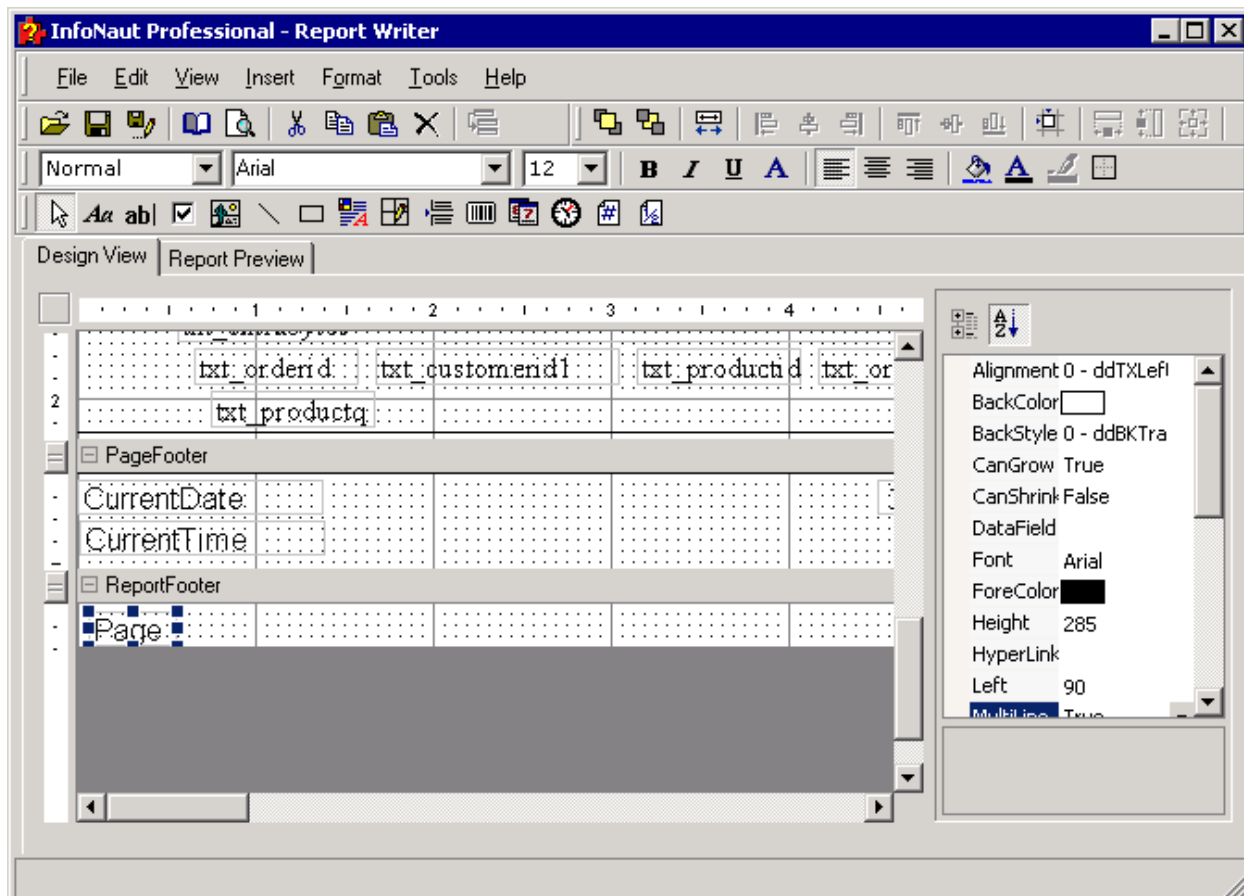 InfoNaut Professional - Report Writer
File Edit View Insert Format Tools Help
Normal Arial 12 B I U A
Aa ab|
Design View Report Preview
1 2 3 4
txt_orderid txt_customerid1 txt_productid txt_or
2
txt_productq
PageFooter
CurrentDate
CurrentTime
ReportFooter
Page
Alignment 0 - ddTXLeft
BackColor
BackStyle 0 - ddBKTra
CanGrow True
CanShrink False
DataField
Font Arial
ForeColor
Height 285
HyperLink
Left 90
MultiLine True